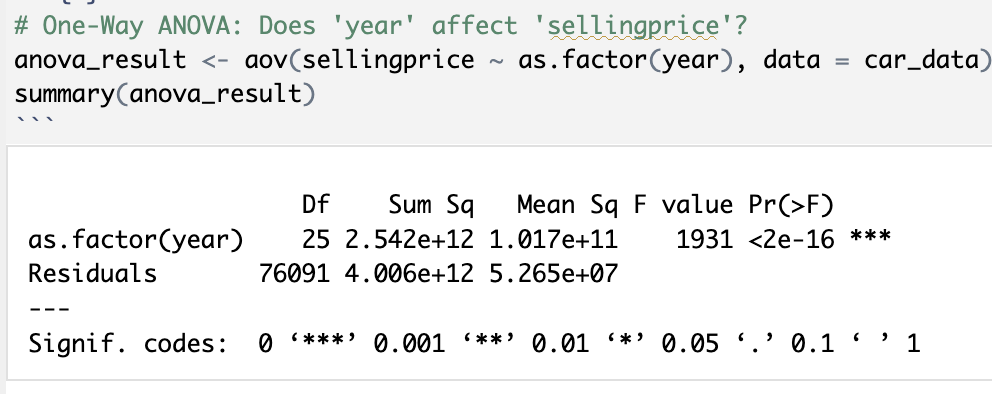 # One-Way ANOVA: Does 'year' affect 'sellingprice'?
anova_result <- aov(sellingprice ~ as.factor(year), data = car_data)
summary(anova_result)
```
Df Sum Sq Mean Sq F value Pr(>F)
as.factor(year) 25 2.542e+12 1.017e+11 1931 <2e-16 ***
Residuals 76091 4.006e+12 5.265e+07
---
Signif. codes: 0 ‘***’ 0.001 ‘**’ 0.01 ‘*’ 0.05 ‘.’ 0.1 ‘ ’ 1